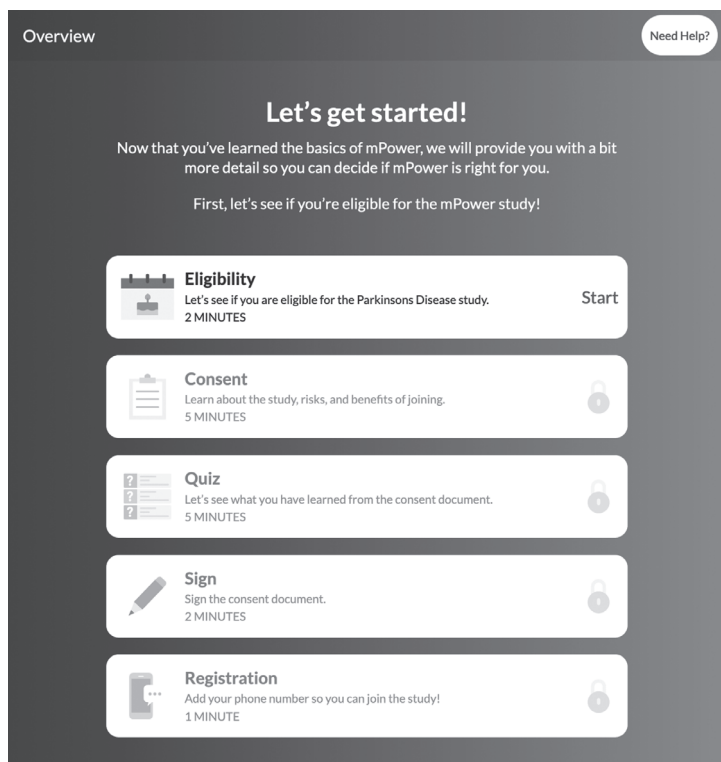 Overview
Need Help?
Let's get started!
Now that you've learned the basics of mPower, we will provide you with a bit
more detail so you can decide if mPower is right for you.
First, let's see if you're eligible for the mPower study!
Eligibility
Let's see if you are eligible for the Parkinsons Disease study.
2 MINUTES
Start
Consent
Learn about the study, risks, and benefits of joining.
5 MINUTES
?
?
?
Quiz
Let's see what you have learned from the consent document.
5 MINUTES
Sign
Sign the consent document.
2 MINUTES
Registration
Add your phone number so you can join the study!
1 MINUTE